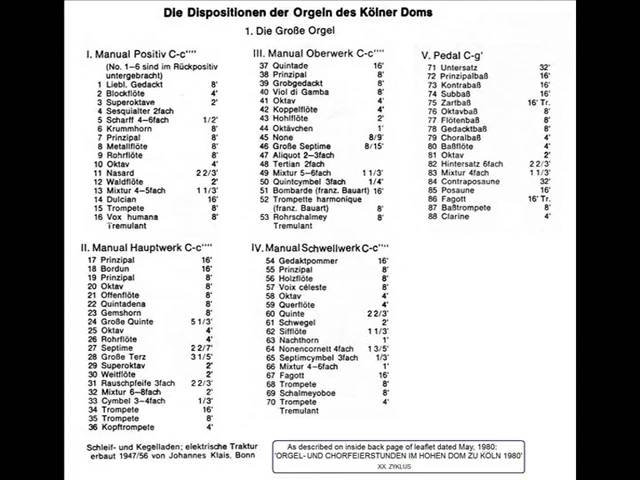 Die Dispositionen der Orgeln des Kölner Doms
1. Die Große Orgel
I. Manual Positiv C-c''''
(No. 1-6 sind im Rückpositiv
untergebracht)
1 Liebl. Gedackt 8'
2 Blockflöte 4'
3 Superoktave 2'
4 Sesquialter 2fach
5 Scharff 4-6fach 1/2'
6 Krummhorn 8'
7 Prinzipal 8'
8 Metallflöte 8'
9 Rohrflöte 8'
10 Oktav 4'
11 Nasard 2 2/3'
12 Waldflöte 2'
13 Mixtur 4-5fach 1 1/3'
14 Dulcian 16'
15 Trompete 8'
16 Vox humana 8'
Tremulant
II. Manual Hauptwerk C-c''''
17 Prinzipal 16'
18 Bordun 16'
19 Prinzipal 8'
20 Oktav 8'
21 Offenflöte 8'
22 Quintadena 8'
23 Gemshorn 8'
24 Große Quinte 5 1/3'
25 Oktav 4'
26 Rohrflöte 4'
27 Septime 2 2/7'
28 Große Terz 3 1/5'
29 Superoktav 2'
30 Weitflöte 2'
31 Rauschpfeife 3fach 2 2/3'
32 Mixtur 6-8fach 2'
33 Cymbel 3-4fach 1/3'
34 Trompete 16'
35 Trompete 8'
36 Kopftrompete 4'
III. Manual Oberwerk C-c''''
37 Quintade 16'
38 Prinzipal 8'
39 Grobgedackt 8'
40 Viol di Gamba 8'
41 Oktav 4'
42 Koppelflöte 4'
43 Hohlflöte 2'
44 Oktävchen 1'
45 None 8/9'
46 Große Septime 8/15'
47 Aliquot 2-3fach
48 Tertian 2fach
49 Mixtur 5-6fach 1 1/3'
50 Quintcymbel 3fach 1/4'
51 Bombarde (franz. Bauart) 16'
52 Trompette harmonique
(franz. Bauart) 8'
53 Rohrschalmey 8'
Tremulant
IV. Manual Schwellwerk C-c''''
54 Gedaktpommer 16'
55 Prinzipal 8'
56 Holzflöte 8'
57 Voix céleste 8'
58 Oktav 4'
59 Querflöte 4'
60 Quinte 2 2/3'
61 Schwegel 2'
62 Sifflöte 1 1/3'
63 Nachthorn 1'
64 Nonencornett 4fach 1 3/5'
65 Septimcymbel 3fach 1/3'
66 Mixtur 4-6fach 1'
67 Fagott 16'
68 Trompete 8'
69 Schalmeyoboe 8'
70 Trompete 4'
Tremulant
V. Pedal C-g'
71 Untersatz 32'
72 Prinzipalbaß 16'
73 Kontrabaß 16'
74 Subbaß 16'
75 Zartbaß 16' Tr.
76 Oktavbaß 8'
77 Flötenbaß 8'
78 Gedacktbaß 8'
79 Choralbaß 4'
80 Baßflöte 4'
81 Oktav 2'
82 Hintersatz 6fach 2 2/3'
83 Mixtur 4fach 1 1/3'
84 Contraposaune 32'
85 Posaune 16'
86 Fagott 16' Tr.
87 Baßtrompete 8'
88 Clarine 4'
Schleif- und Kegelladen; elektrische Traktur
erbaut 1947/56 von Johannes Klais, Bonn
As described on inside back page of leaflet dated May, 1980:
'ORGEL- UND CHORFEIERSTUNDEN IM HOHEN DOM ZU KOLN 1980'
XX. ZYKLUS